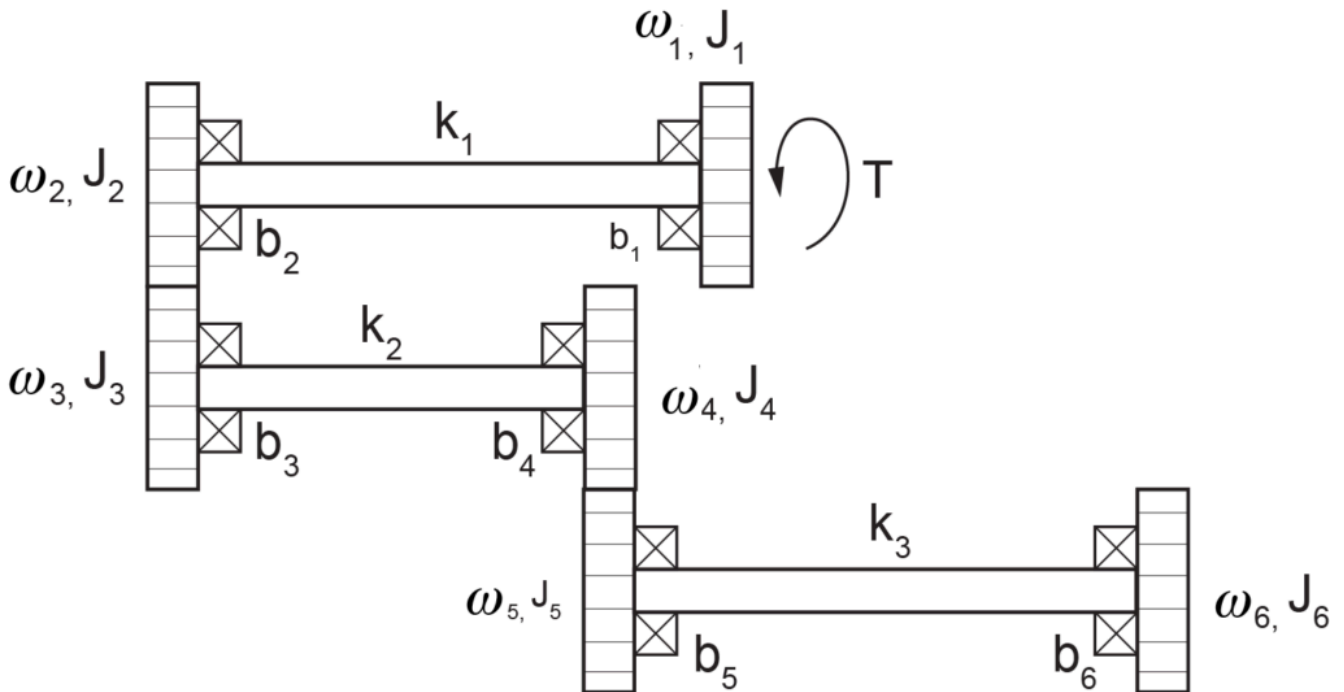 ω₁, J₁
k₁
ω₂, J₂
T
b₂
b₁
k₂
ω₃, J₃
ω₄, J₄
b₃
b₄
k₃
ω₅, J₅
ω₆, J₆
b₅
b₆